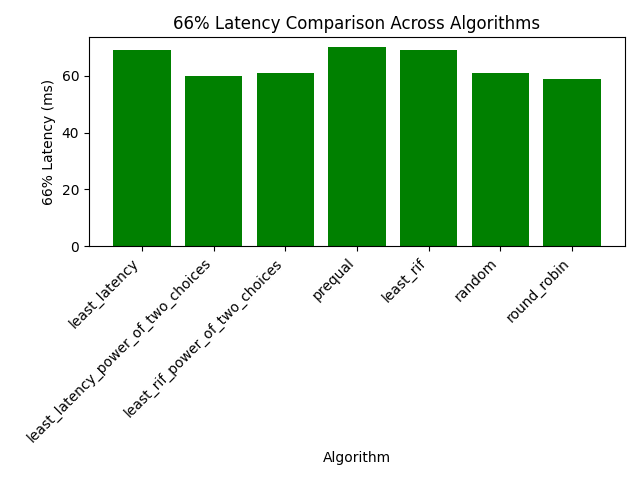 66% Latency Comparison Across Algorithms
66% Latency (ms)
60
40
20
0
least_latency
least_latency_power_of_two_choices
least_rif_power_of_two_choices
prequal
least_rif
random
round_robin
Algorithm